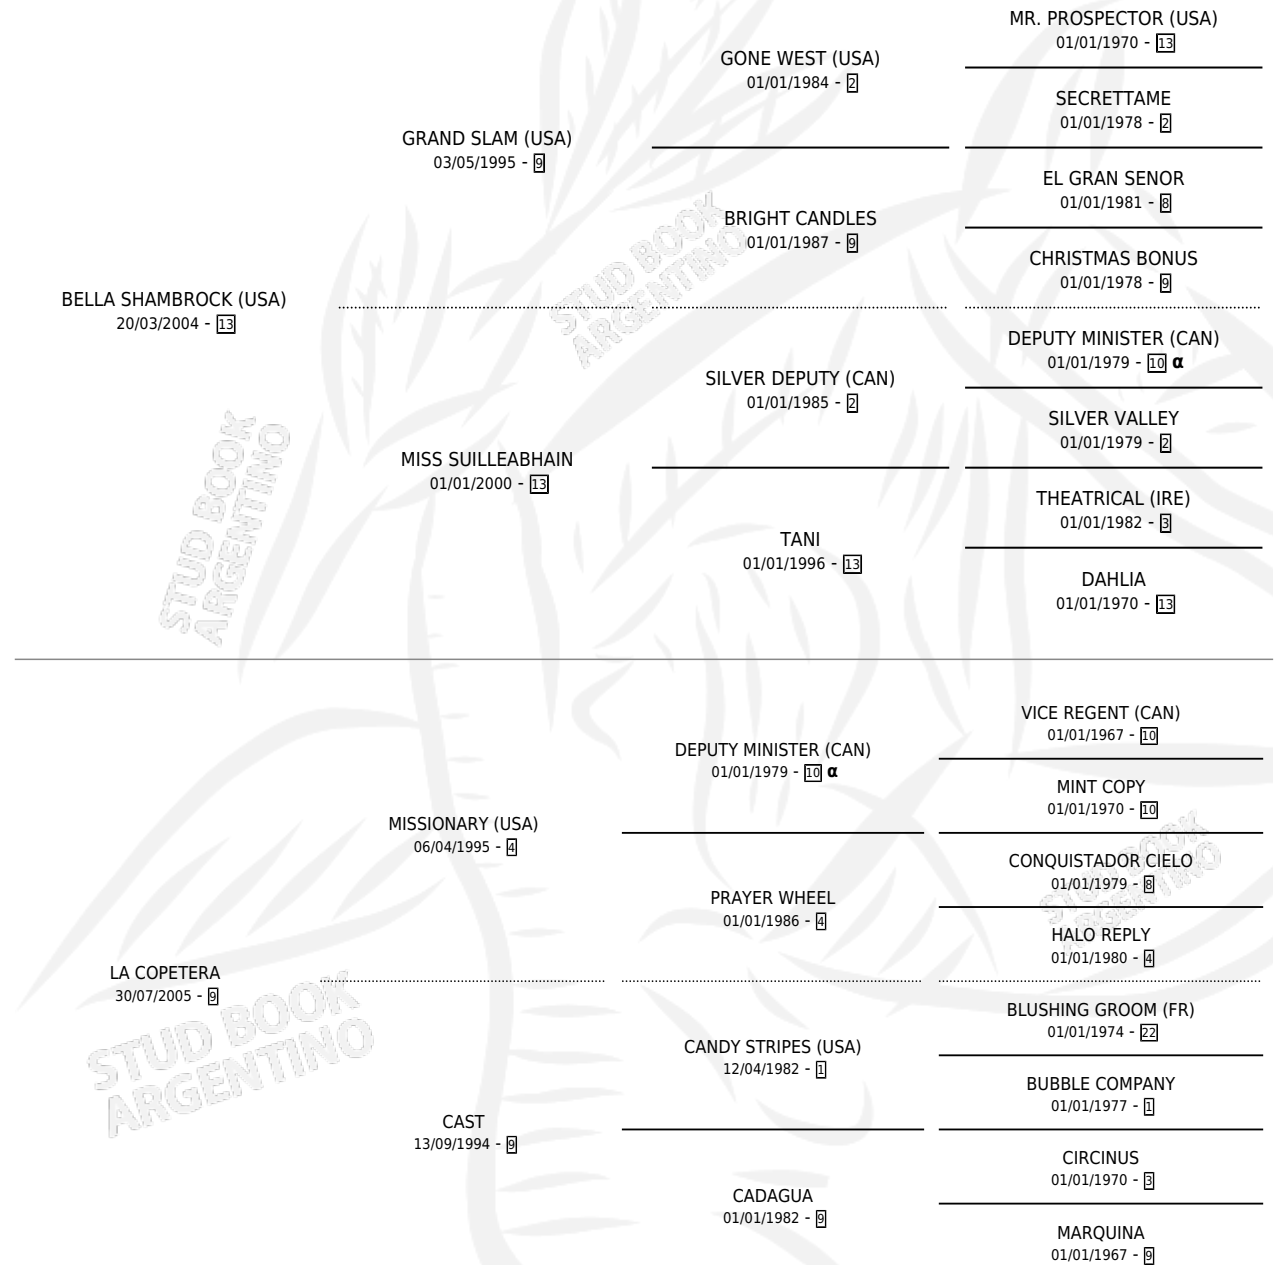 MR. PROSPECTOR (USA)
01/01/1970 - 13
GONE WEST (USA)
01/01/1984 - 2
SECRETTAME
01/01/1978 - 2
GRAND SLAM (USA)
03/05/1995 - 9
EL GRAN SENOR
01/01/1981 - 8
BRIGHT CANDLES
01/01/1987 - 9
CHRISTMAS BONUS
01/01/1978 - 9
STUD BOOK
ARGENTINO
BELLA SHAMBROCK (USA)
20/03/2004 - 13
DEPUTY MINISTER (CAN)
01/01/1979 - 10 α
SILVER DEPUTY (CAN)
01/01/1985 - 2
SILVER VALLEY
01/01/1979 - 2
MISS SUILLEABHAIN
01/01/2000 - 13
THEATRICAL (IRE)
01/01/1982 - 3
TANI
01/01/1996 - 13
DAHLIA
01/01/1970 - 13
STUD BOOK
ARGENTINO
VICE REGENT (CAN)
01/01/1967 - 10
DEPUTY MINISTER (CAN)
01/01/1979 - 10 α
MINT COPY
01/01/1970 - 10
MISSIONARY (USA)
06/04/1995 - 4
CONQUISTADOR CIELO
01/01/1979 - 8
PRAYER WHEEL
01/01/1986 - 4
HALO REPLY
01/01/1980 - 4
STUD BOOK
ARGENTINO
LA COPETERA
30/07/2005 - 9
BLUSHING GROOM (FR)
01/01/1974 - 22
CANDY STRIPES (USA)
12/04/1982 - 1
BUBBLE COMPANY
01/01/1977 - 1
STUD BOOK
ARGENTINO
CAST
13/09/1994 - 9
CIRCINUS
01/01/1970 - 3
CADAGUA
01/01/1982 - 9
MARQUINA
01/01/1967 - 9